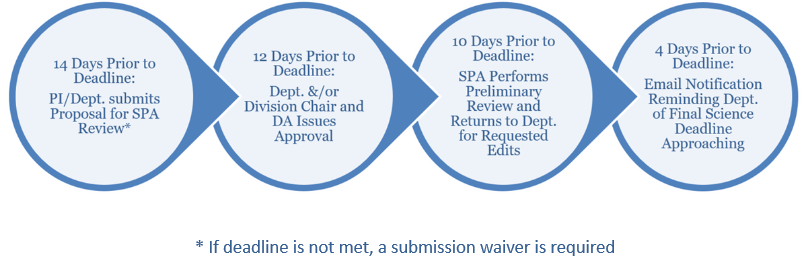 14 Days Prior to
Deadline:
PI/Dept. submits
Proposal for SPA
Review*
12 Days Prior to
Deadline:
Dept. &/or
Division Chair and
DA Issues
Approval
10 Days Prior to
Deadline:
SPA Performs
Preliminary
Review and
Returns to Dept.
for Requested
Edits
4 Days Prior to
Deadline:
Email Notification
Reminding Dept.
of Final Science
Deadline
Approaching
* If deadline is not met, a submission waiver is required